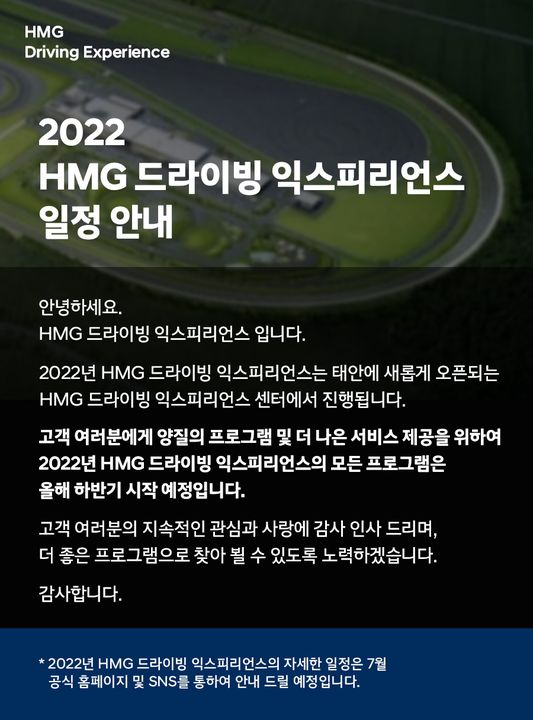 HMG
Driving Experience
2022
HMG 드라이빙 익스피리언스
일정 안내
안녕하세요.
HMG 드라이빙 익스피리언스 입니다.
2022년 HMG 드라이빙 익스피리언스는 태안에 새롭게 오픈되는
HMG 드라이빙 익스피리언스 센터에서 진행됩니다.
고객 여러분에게 양질의 프로그램 및 더 나은 서비스 제공을 위하여
2022년 HMG 드라이빙 익스피리언스의 모든 프로그램은
올해 하반기 시작 예정입니다.
고객 여러분의 지속적인 관심과 사랑에 감사 인사 드리며,
더 좋은 프로그램으로 찾아 뵐 수 있도록 노력하겠습니다.
감사합니다.
* 2022년 HMG 드라이빙 익스피리언스의 자세한 일정은 7월
공식 홈페이지 및 SNS를 통하여 안내 드릴 예정입니다.